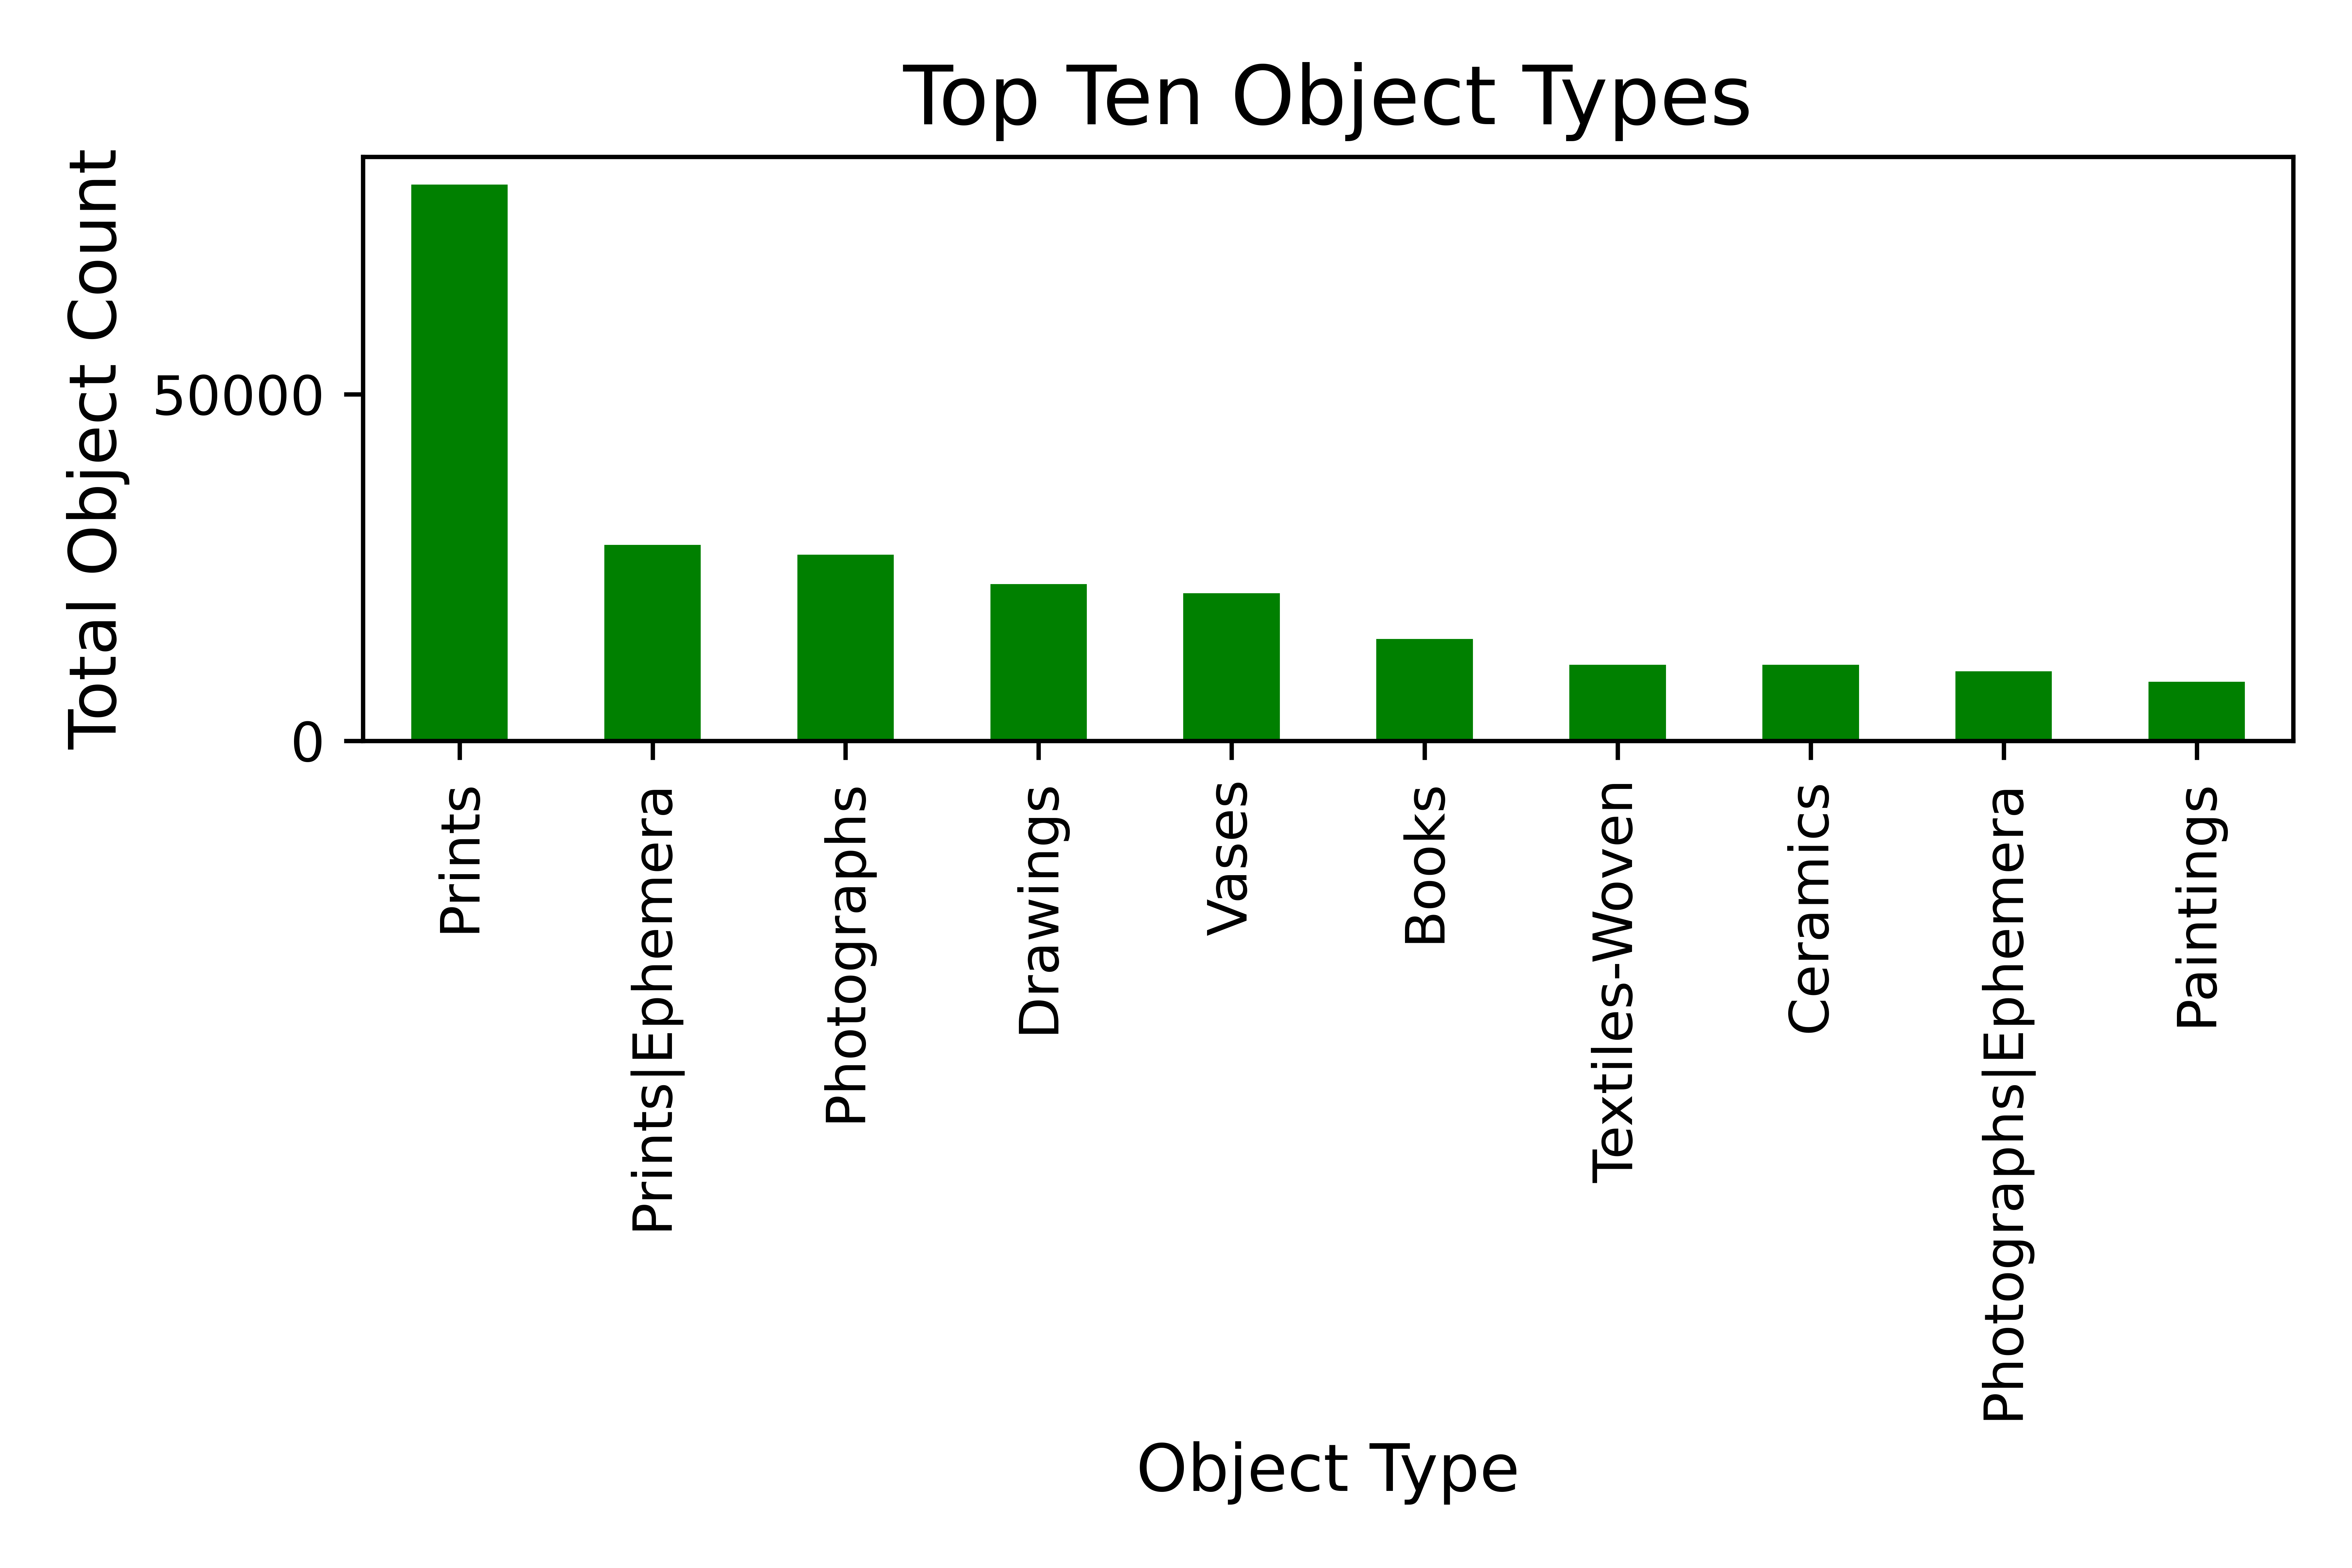 Top Ten Object Types
Total Object Count
50000
0
Prints
Prints|Ephemera
Photographs
Drawings
Vases
Books
Textiles-Woven
Ceramics
Photographs|Ephemera
Paintings
Object Type